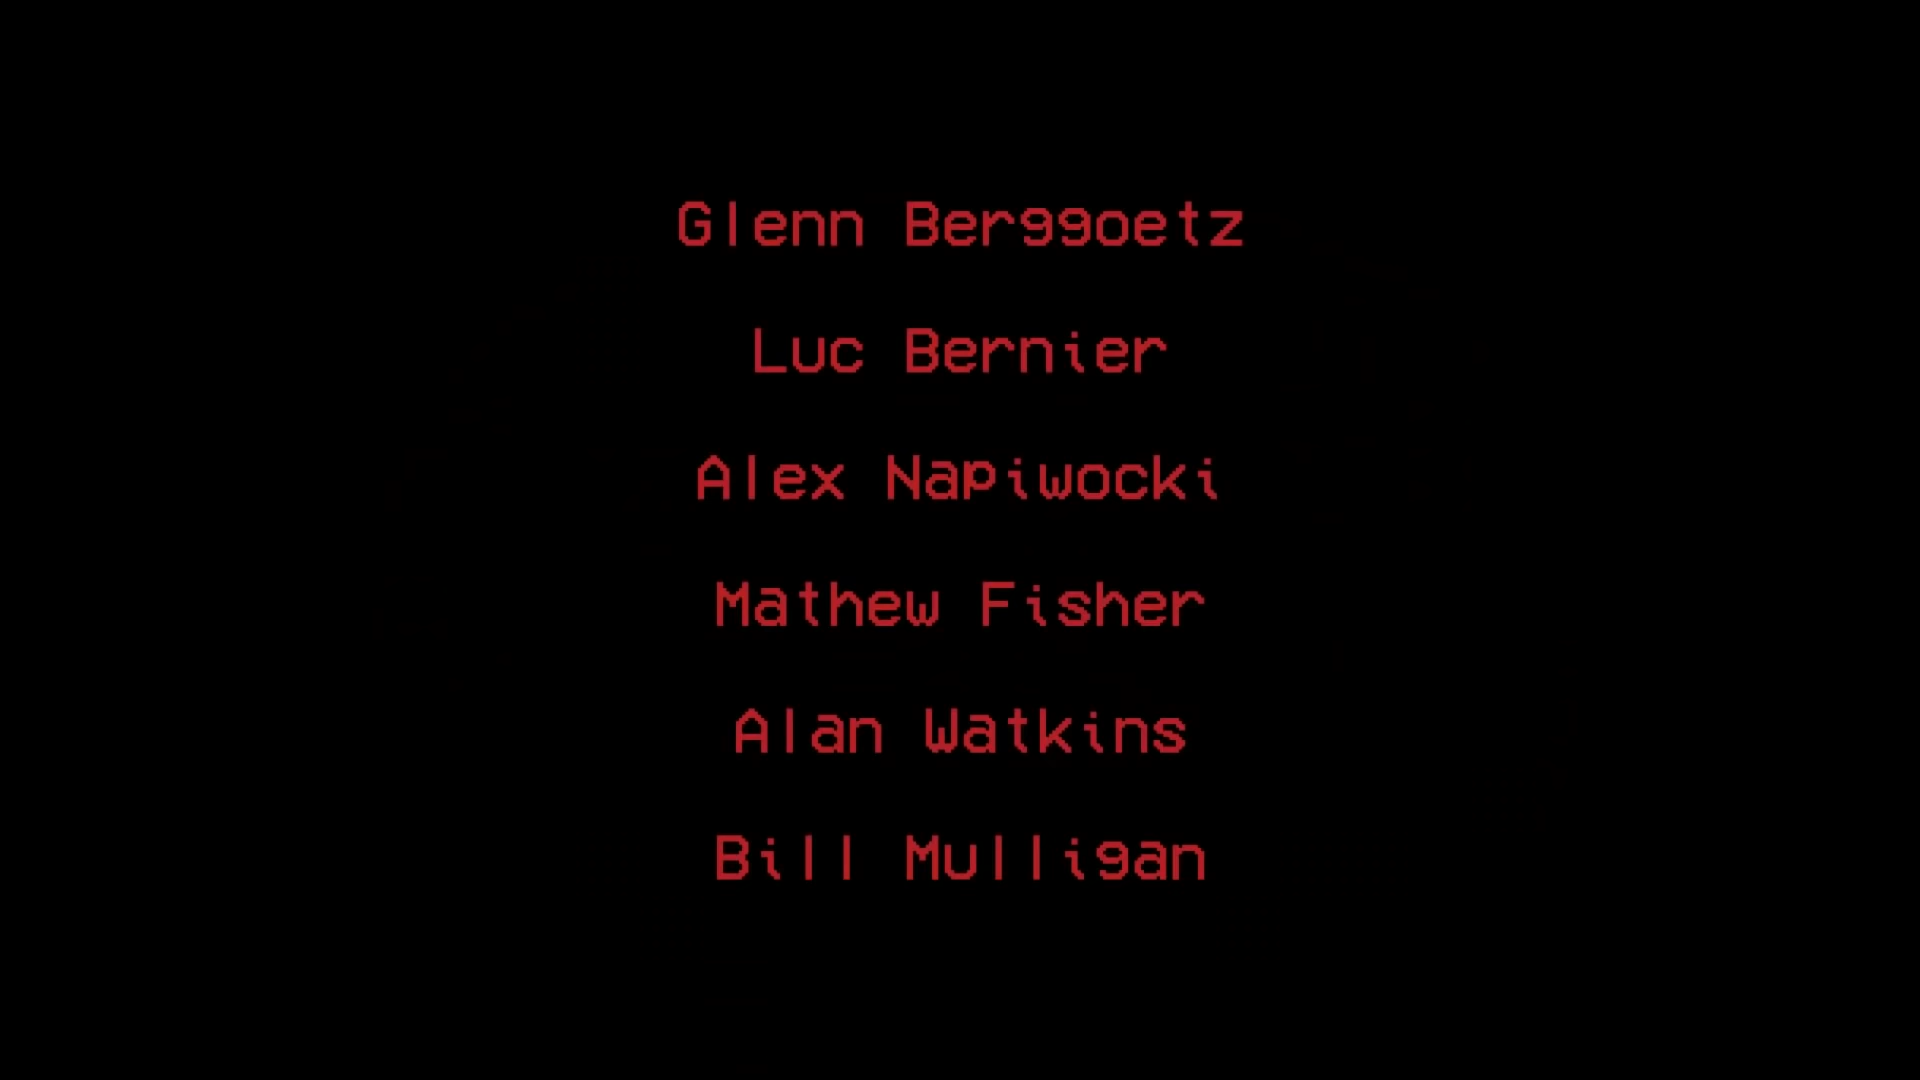 Glenn Berggoetz
Luc Bernier
Alex Napiwocki
Mathew Fisher
Alan Watkins
Bill Mulligan